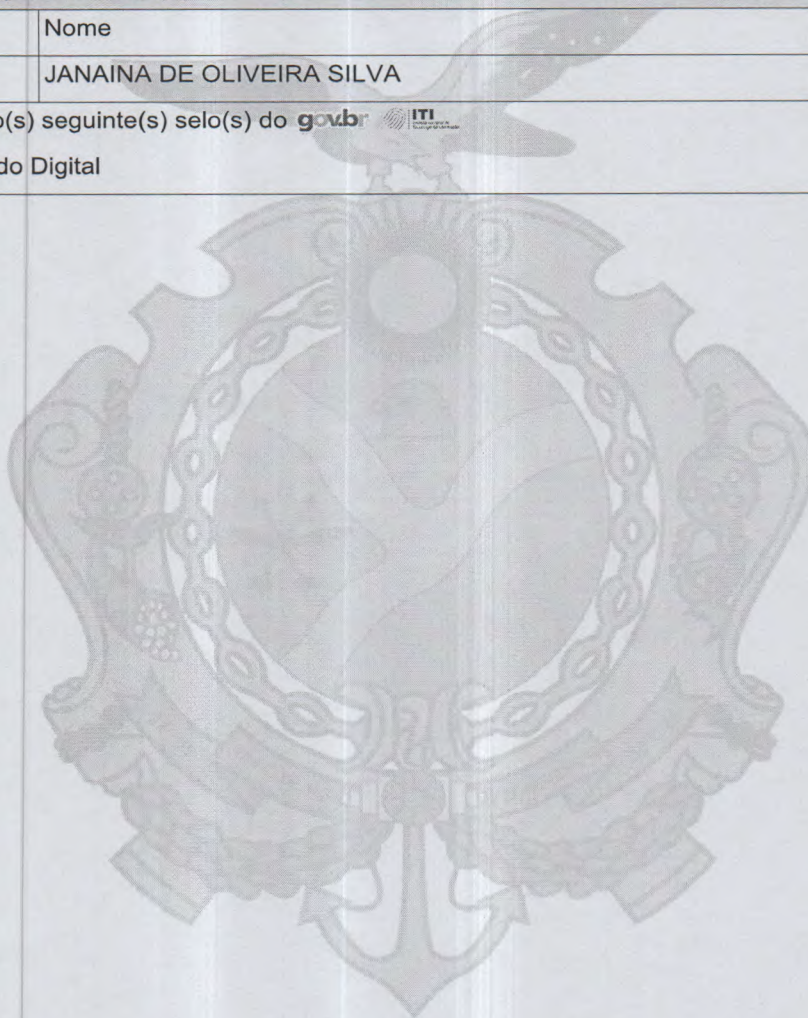 Nome
JANAINA DE OLIVEIRA SILVA
o(s) seguinte(s) selo(s) do gov.br ITI
do Digital